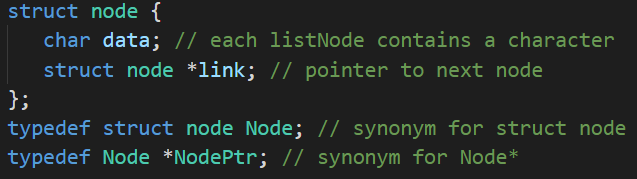 struct node {
char data; // each listNode contains a character
struct node *link; // pointer to next node
};
typedef struct node Node; // synonym for struct node
typedef Node *NodePtr; // synonym for Node*